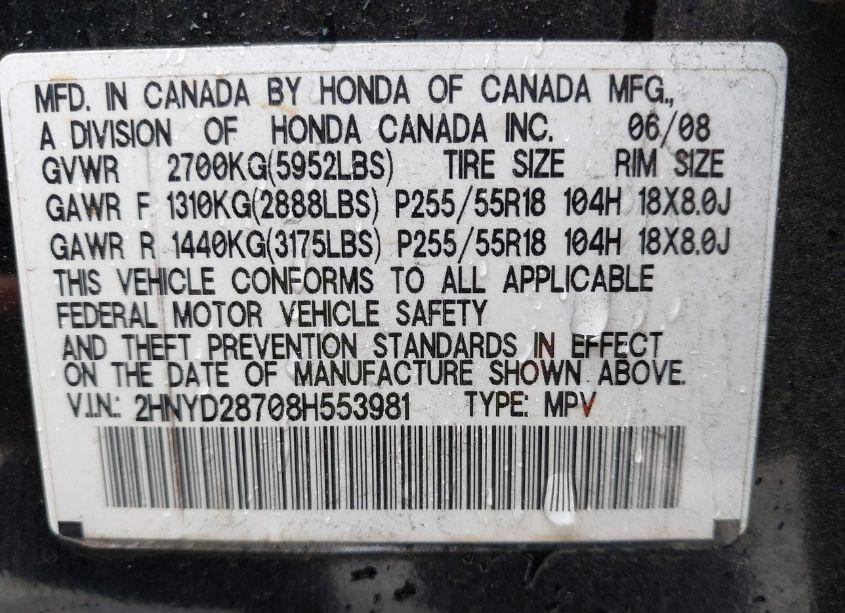 MFD. IN CANADA BY HONDA OF CANADA MFG.,
A DIVISION OF HONDA CANADA INC. 06/08
GVWR 2700KG(5952LBS) TIRE SIZE RIM SIZE
GAWR F 1310KG(2888LBS) P255/55R18 104H 18X8.0J
GAWR R 1440KG(3175LBS) P255/55R18 104H 18X8.0J
THIS VEHICLE CONFORMS TO ALL APPLICABLE
FEDERAL MOTOR VEHICLE SAFETY
AND THEFT PREVENTION STANDARDS IN EFFECT
ON THE DATE OF MANUFACTURE SHOWN ABOVE.
V.I.N.: 2HNYD28708H553981 TYPE: MPV